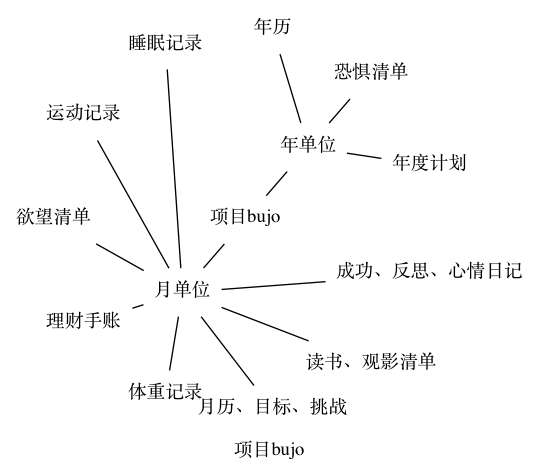 年历
睡眠记录
恐惧清单
运动记录
年单位
年度计划
欲望清单
项目bujo
成功、反思、心情日记
月单位
理财手账
读书、观影清单
体重记录
月历、目标、挑战
项目bujo